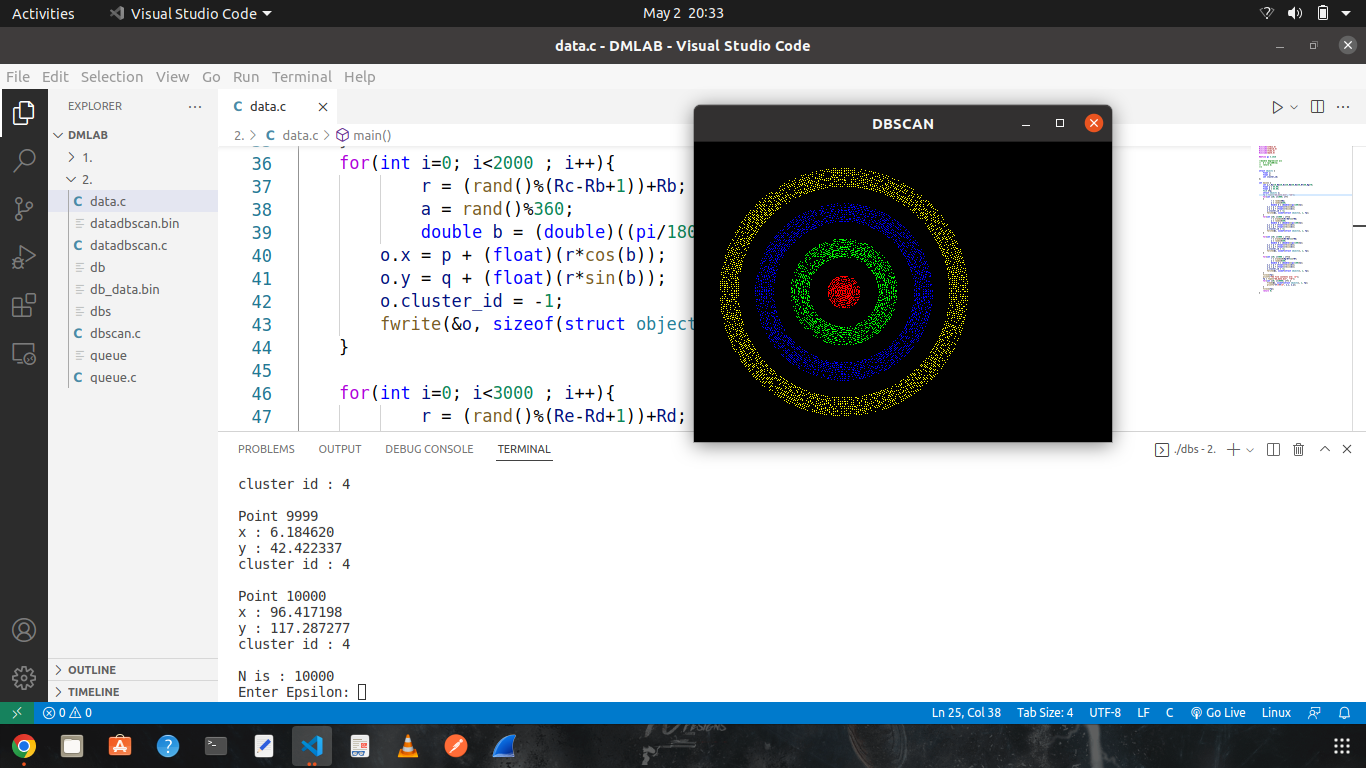 Activities Visual Studio Code May 2 20:33
data.c - DMLAB - Visual Studio Code
File Edit Selection View Go Run Terminal Help
EXPLORER
DMLAB
1.
2.
data.c
datadbscan.bin
datadbscan.c
db
db_data.bin
dbs
dbscan.c
queue
queue.c
OUTLINE
TIMELINE
data.c
2. > data.c > main()
36 for(int i=0; i<2000 ; i++){
37 r = (rand()%(Rc-Rb+1))+Rb;
38 a = rand()%360;
39 double b = (double)((pi/180
40 o.x = p + (float)(r*cos(b));
41 o.y = q + (float)(r*sin(b));
42 o.cluster_id = -1;
43 fwrite(&o, sizeof(struct object
44 }
45
46 for(int i=0; i<3000 ; i++){
47 r = (rand()%(Re-Rd+1))+Rd;
DBSCAN
PROBLEMS OUTPUT DEBUG CONSOLE TERMINAL
./dbs - 2.
cluster id : 4
Point 9999
x : 6.184620
y : 42.422337
cluster id : 4
Point 10000
x : 96.417198
y : 117.287277
cluster id : 4
N is : 10000
Enter Epsilon:
0 0 Ln 25, Col 38 Tab Size: 4 UTF-8 LF C Go Live Linux